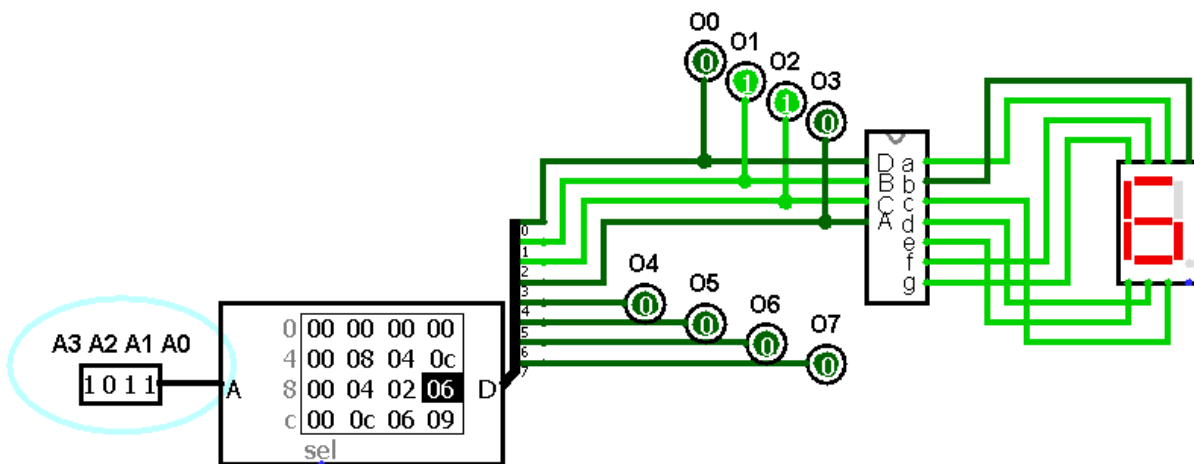 O0
O1
O2
O3
0
1
1
0
D a
B b
C c
A d
e
f
g
0
1
2
3
4
5
6
7
O4
O5
O6
O7
0
0
0
0
A3 A2 A1 A0
1 0 1 1
A
D
0 00 00 00 00
4 00 08 04 0c
8 00 04 02 06
c 00 0c 06 09
sel
6